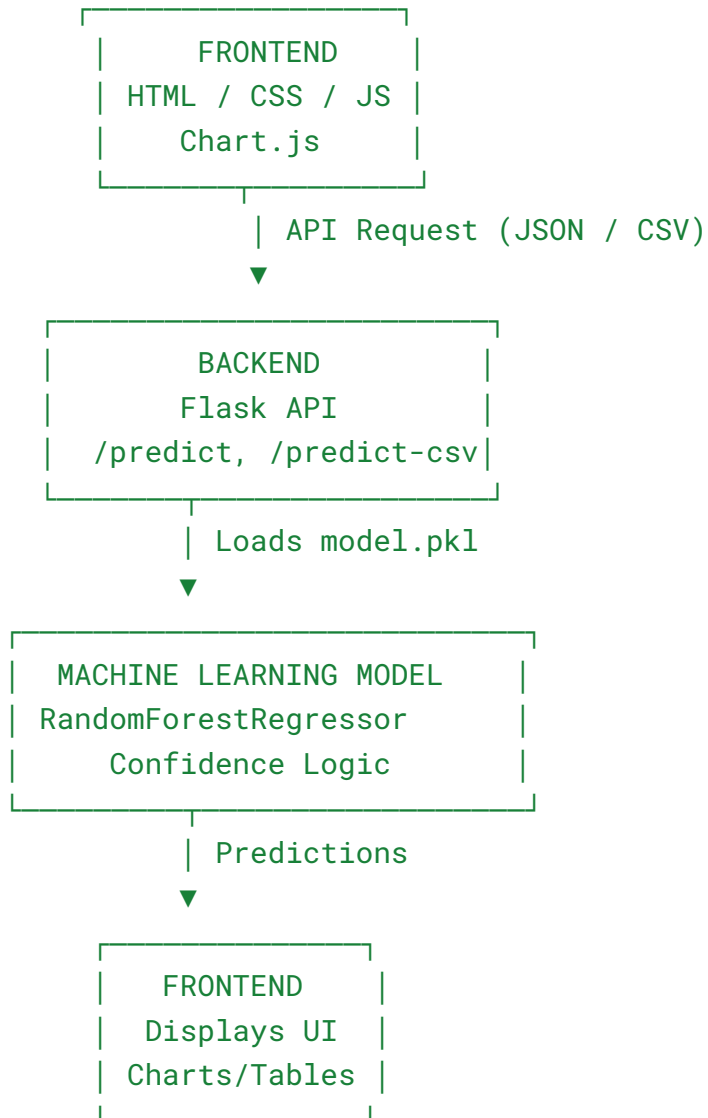 FRONTEND
HTML / CSS / JS
Chart.js
API Request (JSON / CSV)
BACKEND
Flask API
/predict, /predict-csv
Loads model.pkl
MACHINE LEARNING MODEL
RandomForestRegressor
Confidence Logic
Predictions
FRONTEND
Displays UI
Charts/Tables